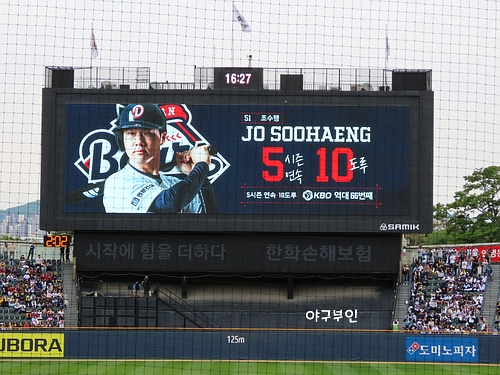 16:27
51 조수행
JO SOOHAENG
5 시즌 연속 10 도루
5시즌 연속 10도루 KBO 역대 66번째
SAMIK
2:02
시작에 힘을 더하다 한화손해보험
야구부인
125m
JBORA
도미노피자